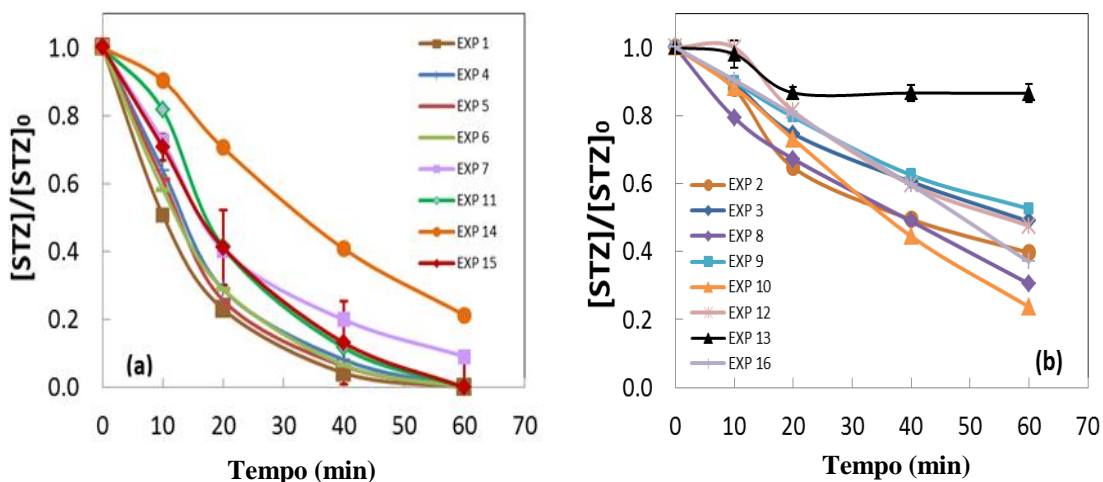 [STZ]/[STZ]₀
1.0
0.8
0.6
0.4
0.2
0.0
0 10 20 30 40 50 60 70
Tempo (min)
(a)
EXP 1
EXP 4
EXP 5
EXP 6
EXP 7
EXP 11
EXP 14
EXP 15
[STZ]/[STZ]₀
1.0
0.8
0.6
0.4
0.2
0.0
0 10 20 30 40 50 60 70
Tempo (min)
(b)
EXP 2
EXP 3
EXP 8
EXP 9
EXP 10
EXP 12
EXP 13
EXP 16